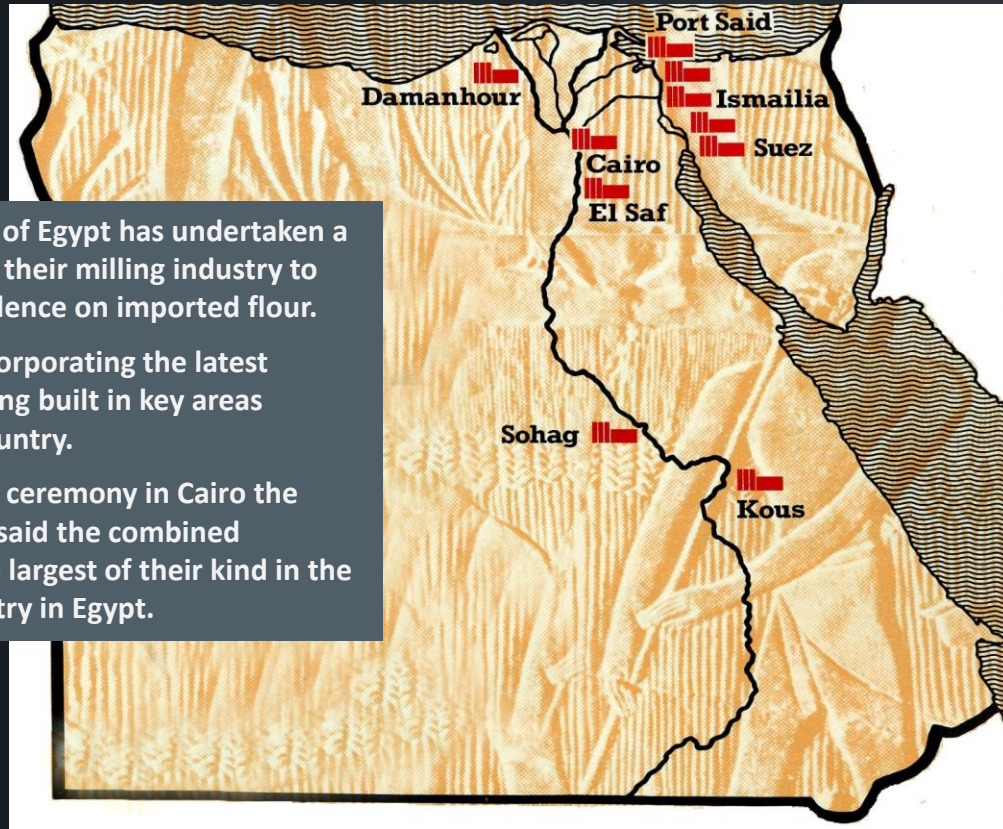 Port Said
Damanhour
Ismailia
Suez
Cairo
El Saf
of Egypt has undertaken a
their milling industry to
dence on imported flour.
orporating the latest
ng built in key areas
untry.
ceremony in Cairo the
said the combined
largest of their kind in the
try in Egypt.
Sohag
Kous